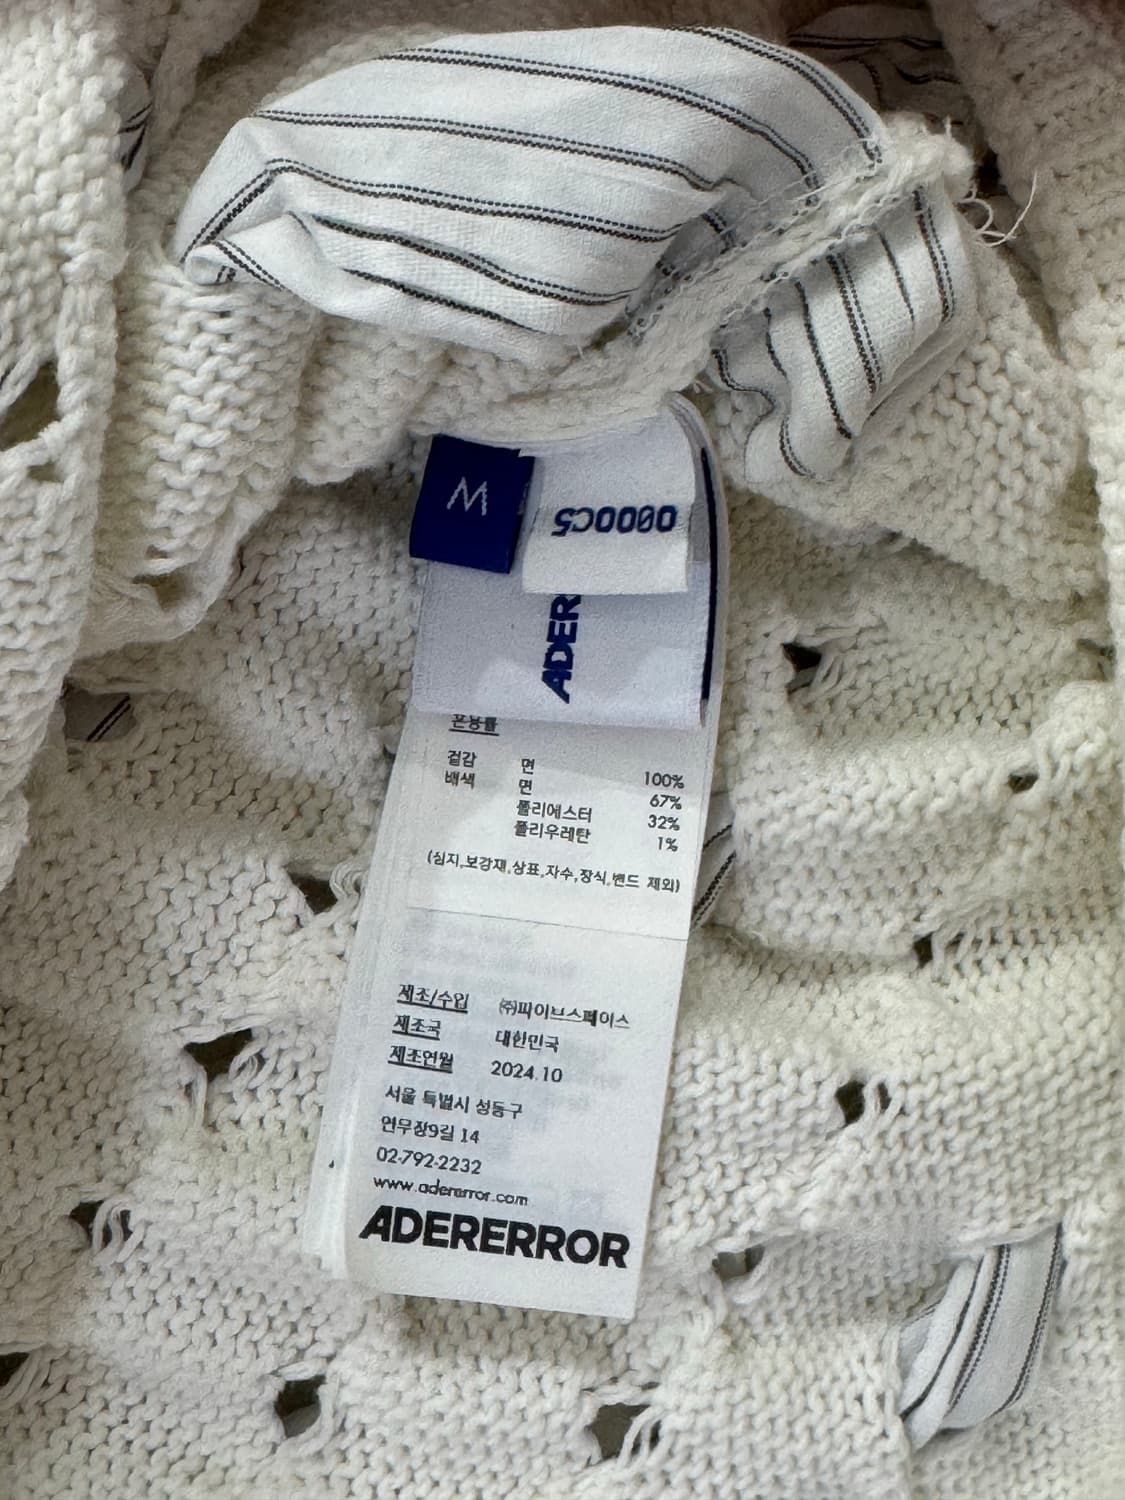 M
0000C5
ADER
혼용률
겉감 면 100%
배색 면 67%
폴리에스터 32%
폴리우레탄 1%
(심지,보강재,상표,자수,장식,밴드 제외)
제조/수입 ㈜파이브스페이스
제조국 대한민국
제조연월 2024.10
서울 특별시 성동구
연무장9길 14
02-792-2232
www.adererror.com
ADERERROR